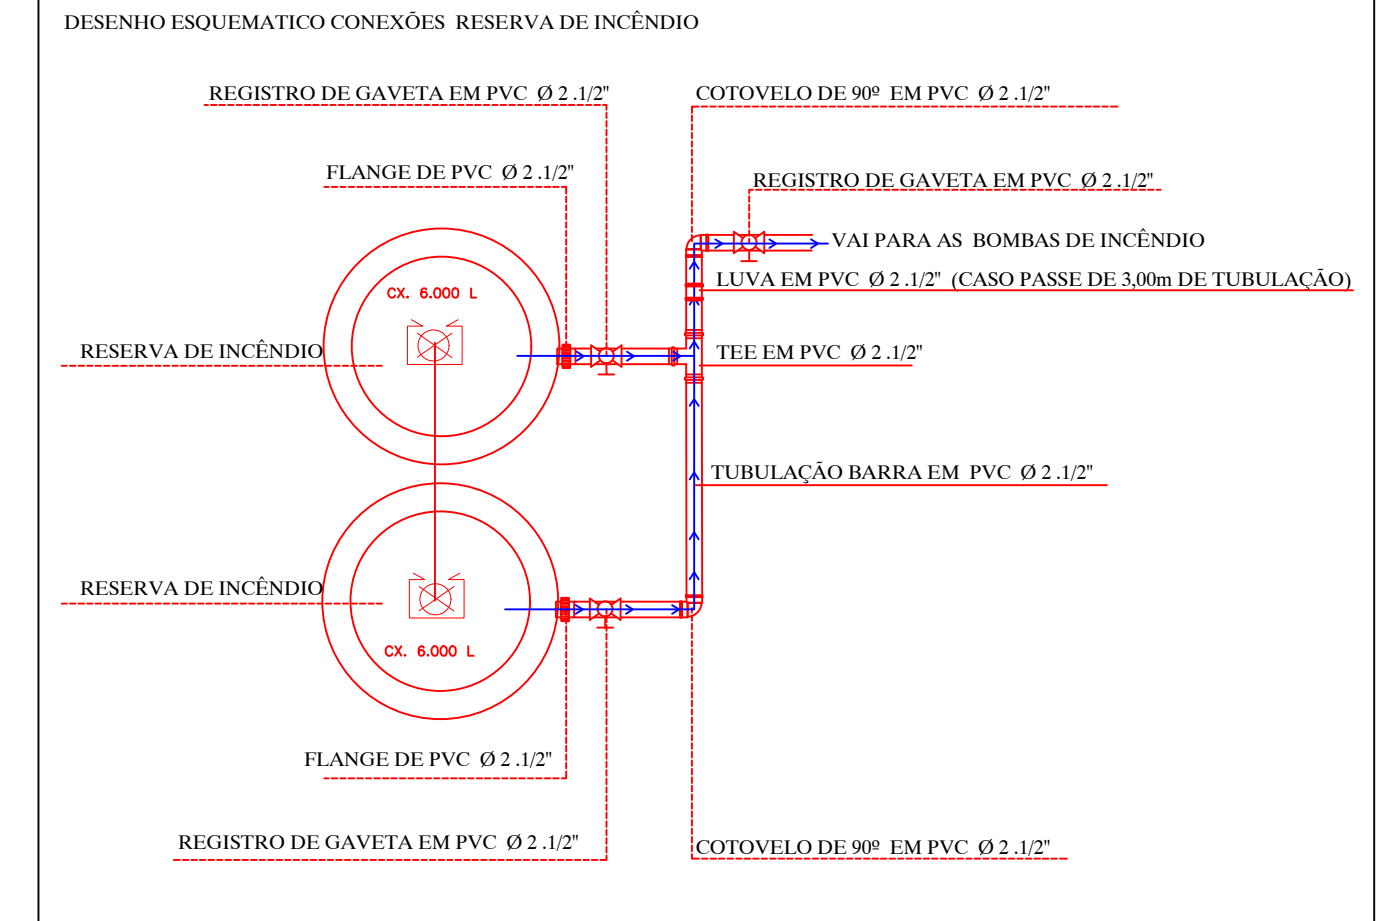 DESENHO ESQUEMATICO CONEXÕES RESERVA DE INCÊNDIO
REGISTRO DE GAVETA EM PVC Ø 2 .1/2"
COTOVELO DE 90º EM PVC Ø 2 .1/2"
FLANGE DE PVC Ø 2 .1/2"
REGISTRO DE GAVETA EM PVC Ø 2 .1/2"
VAI PARA AS BOMBAS DE INCÊNDIO
LUVA EM PVC Ø 2 .1/2" (CASO PASSE DE 3,00m DE TUBULAÇÃO)
CX. 6.000 L
RESERVA DE INCÊNDIO
TEE EM PVC Ø 2 .1/2"
TUBULAÇÃO BARRA EM PVC Ø 2 .1/2"
RESERVA DE INCÊNDIO
CX. 6.000 L
FLANGE DE PVC Ø 2 .1/2"
REGISTRO DE GAVETA EM PVC Ø 2 .1/2"
COTOVELO DE 90º EM PVC Ø 2 .1/2"